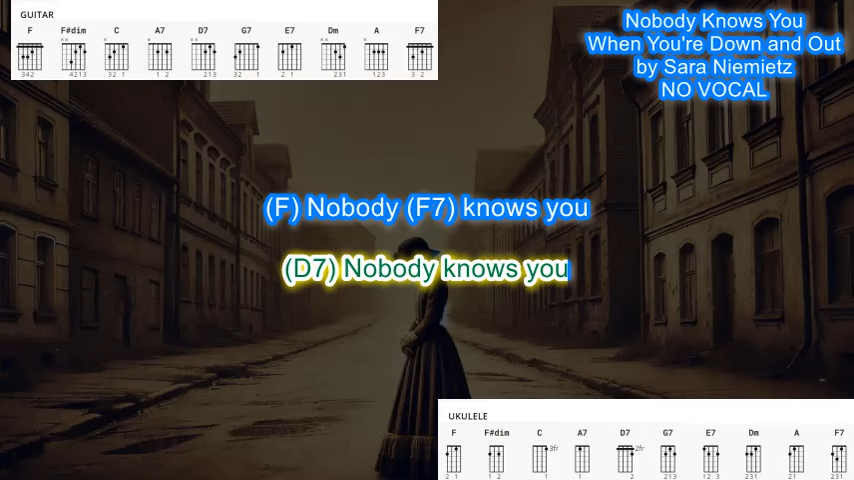 GUITAR
F F#dim C A7 D7 G7 E7 Dm A F7
xx x x xx xx x
342 4213 32 1 1 2 213 32 1 2 1 231 123 3 2
Nobody Knows You
When You're Down and Out
by Sara Niemietz
NO VOCAL
(F) Nobody (F7) knows you
(D7) Nobody knows you
UKULELE
F F#dim C A7 D7 G7 E7 Dm A F7
3fr 2fr
2 1 1 2 1 1 2 213 12 3 231 21 231